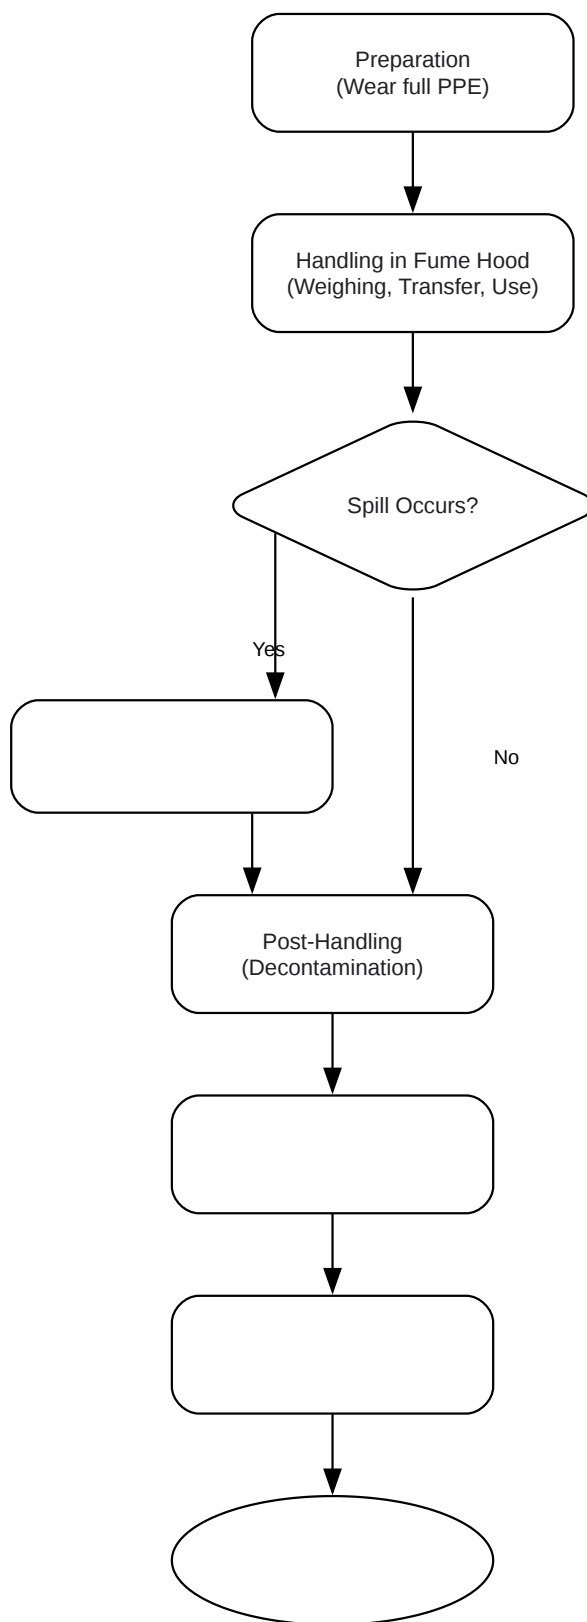 Preparation
(Wear full PPE)
Handling in Fume Hood
(Weighing, Transfer, Use)
Spill Occurs?
Yes
No
Post-Handling
(Decontamination)